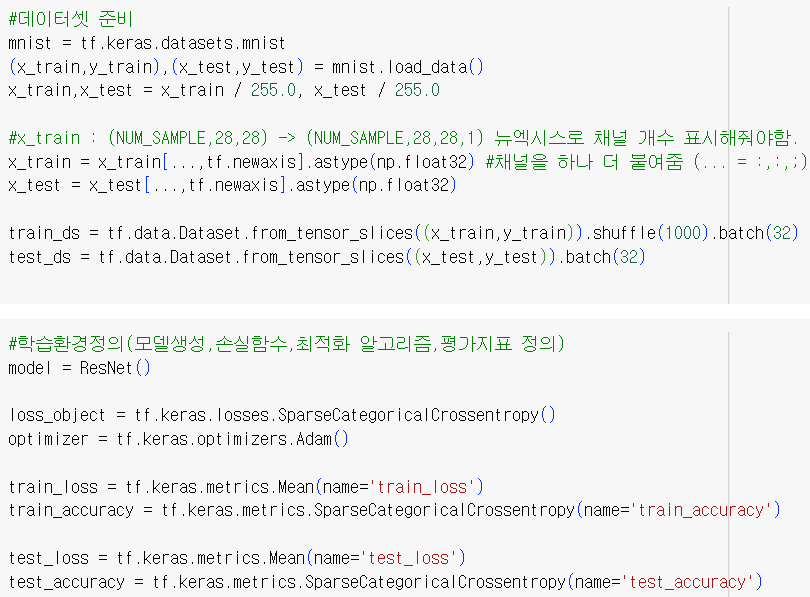 #데이터셋 준비
mnist = tf.keras.datasets.mnist
(x_train,y_train),(x_test,y_test) = mnist.load_data()
x_train,x_test = x_train / 255.0, x_test / 255.0
#x_train : (NUM_SAMPLE,28,28) -> (NUM_SAMPLE,28,28,1) 뉴엑시스로 채널 개수 표시해줘야함.
x_train = x_train[...,tf.newaxis].astype(np.float32) #채널을 하나 더 붙여줌 (... = :,:,;)
x_test = x_test[...,tf.newaxis].astype(np.float32)
train_ds = tf.data.Dataset.from_tensor_slices((x_train,y_train)).shuffle(1000).batch(32)
test_ds = tf.data.Dataset.from_tensor_slices((x_test,y_test)).batch(32)
#학습환경정의(모델생성,손실함수,최적화 알고리즘,평가지표 정의)
model = ResNet()
loss_object = tf.keras.losses.SparseCategoricalCrossentropy()
optimizer = tf.keras.optimizers.Adam()
train_loss = tf.keras.metrics.Mean(name='train_loss')
train_accuracy = tf.keras.metrics.SparseCategoricalCrossentropy(name='train_accuracy')
test_loss = tf.keras.metrics.Mean(name='test_loss')
test_accuracy = tf.keras.metrics.SparseCategoricalCrossentropy(name='test_accuracy')